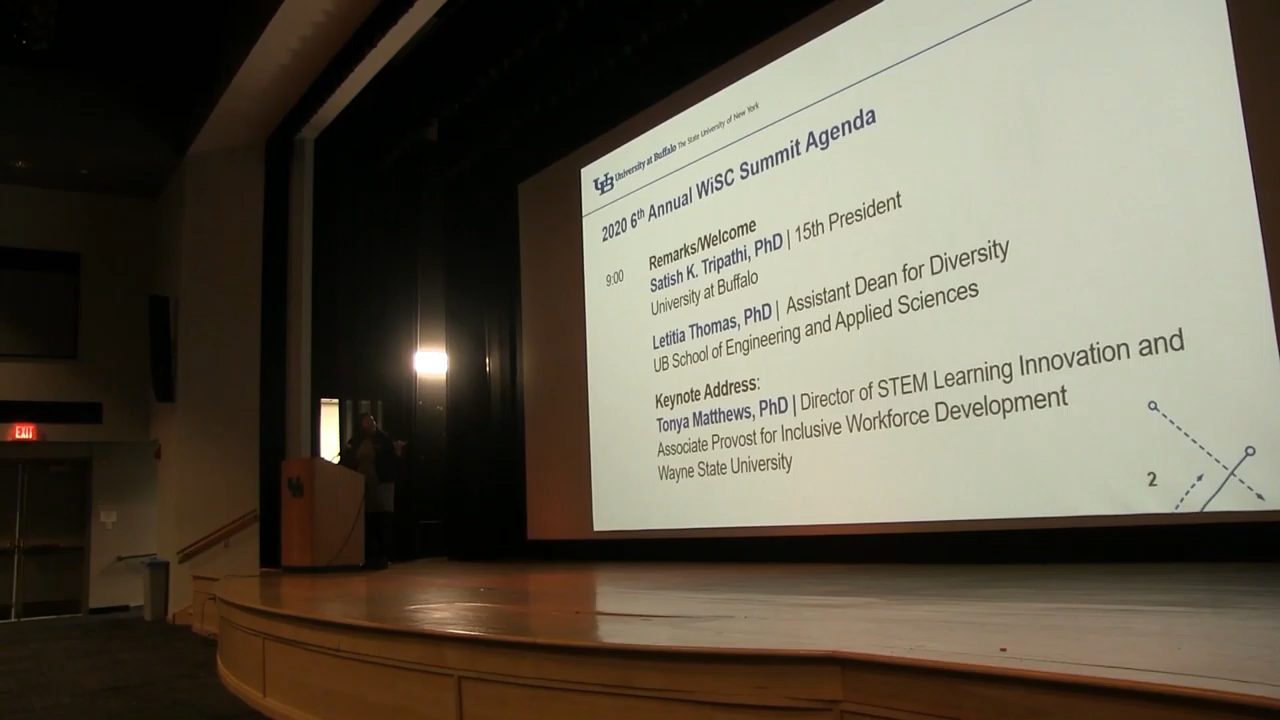 UB University at Buffalo The State University of New York
2020 6th Annual WiSC Summit Agenda
Remarks/Welcome
9:00 Satish K. Tripathi, PhD | 15th President
University at Buffalo
Letitia Thomas, PhD | Assistant Dean for Diversity
UB School of Engineering and Applied Sciences
Keynote Address:
Tonya Matthews, PhD | Director of STEM Learning Innovation and
Associate Provost for Inclusive Workforce Development
Wayne State University
2
EXIT
UB